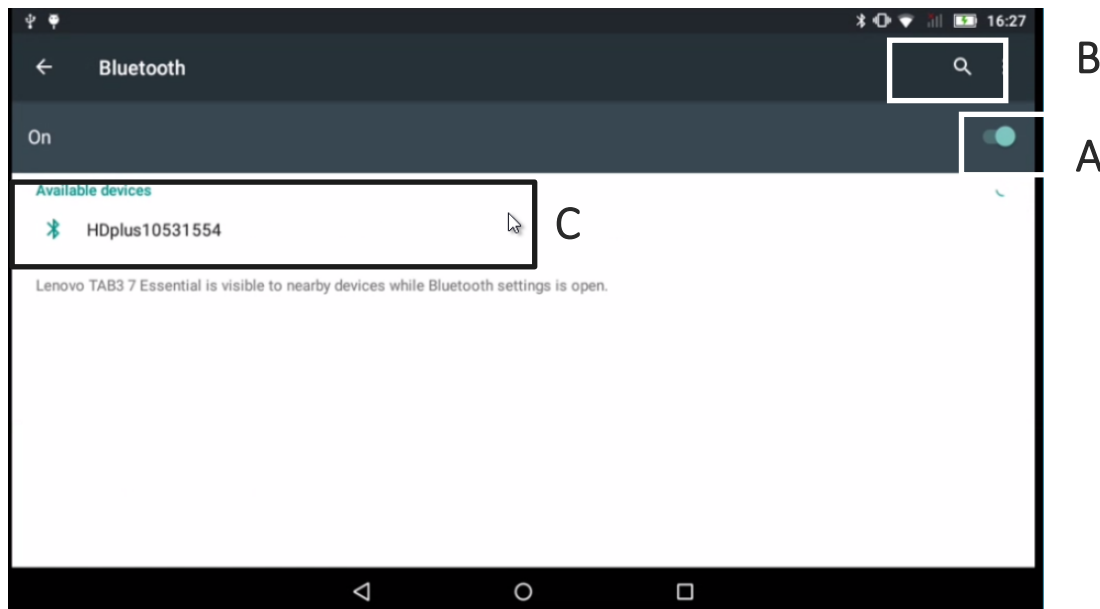 16:27
Bluetooth
B
On
A
Available devices
HDplus10531554
C
Lenovo TAB3 7 Essential is visible to nearby devices while Bluetooth settings is open.